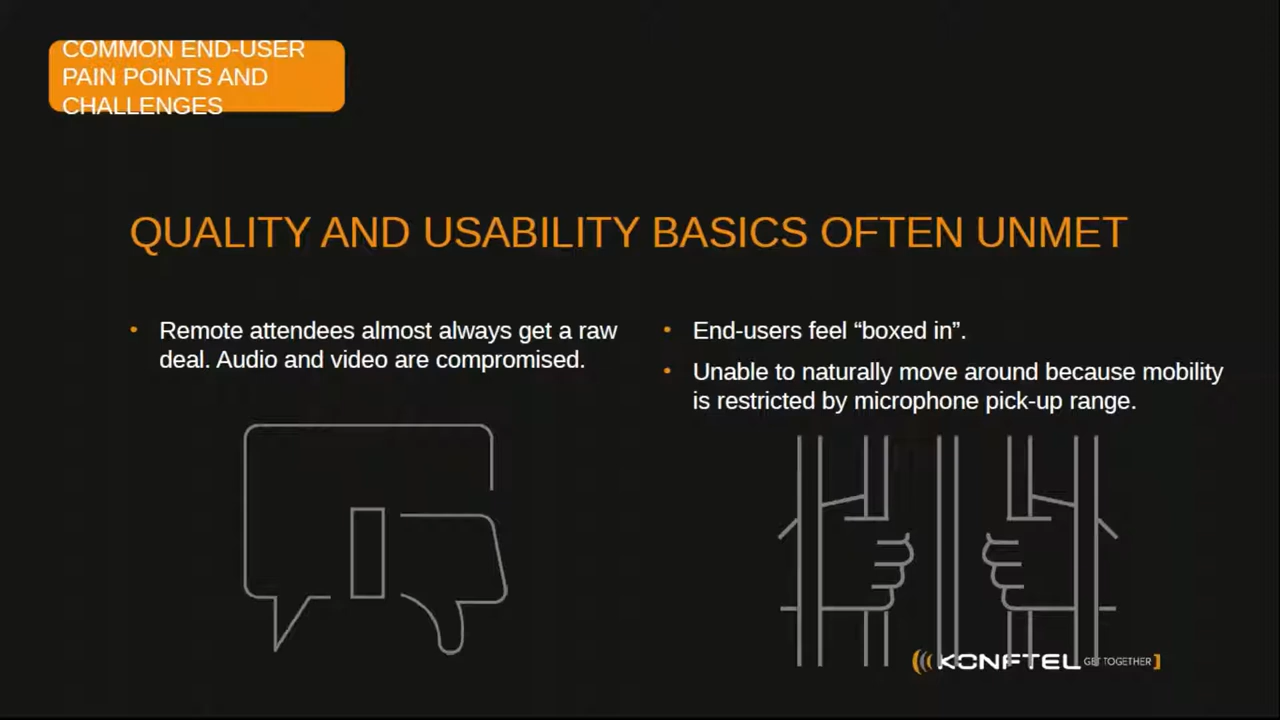 COMMON END-USER
PAIN POINTS AND
CHALLENGES
QUALITY AND USABILITY BASICS OFTEN UNMET
• Remote attendees almost always get a raw
deal. Audio and video are compromised.
• End-users feel “boxed in”.
• Unable to naturally move around because mobility
is restricted by microphone pick-up range.
KONFTEL GET TOGETHER